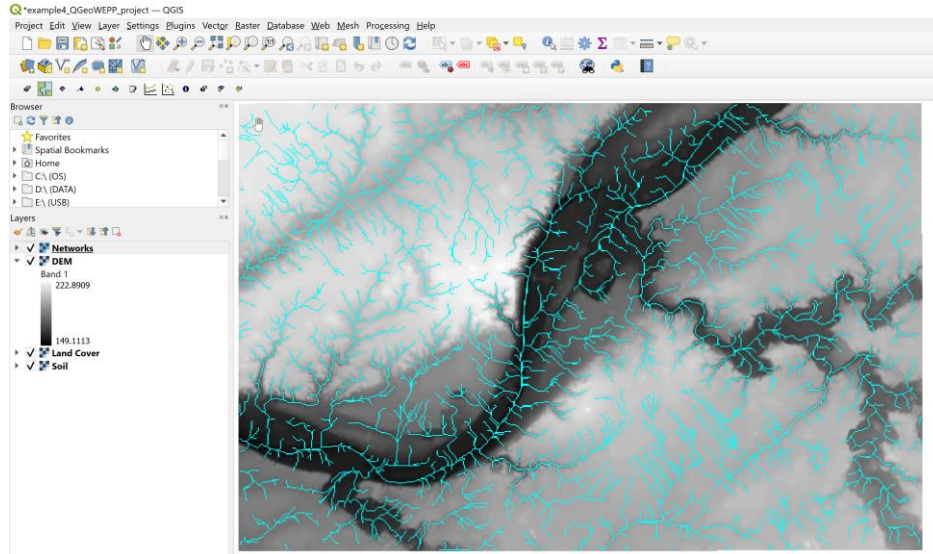 *example4_QGeoWEPP_project — QGIS
Project Edit View Layer Settings Plugins Vector Raster Database Web Mesh Processing Help
Browser
Favorites
Spatial Bookmarks
Home
C:\ (OS)
D:\ (DATA)
E:\ (USB)
Layers
Networks
DEM
Band 1
222.8909
149.1113
Land Cover
Soil